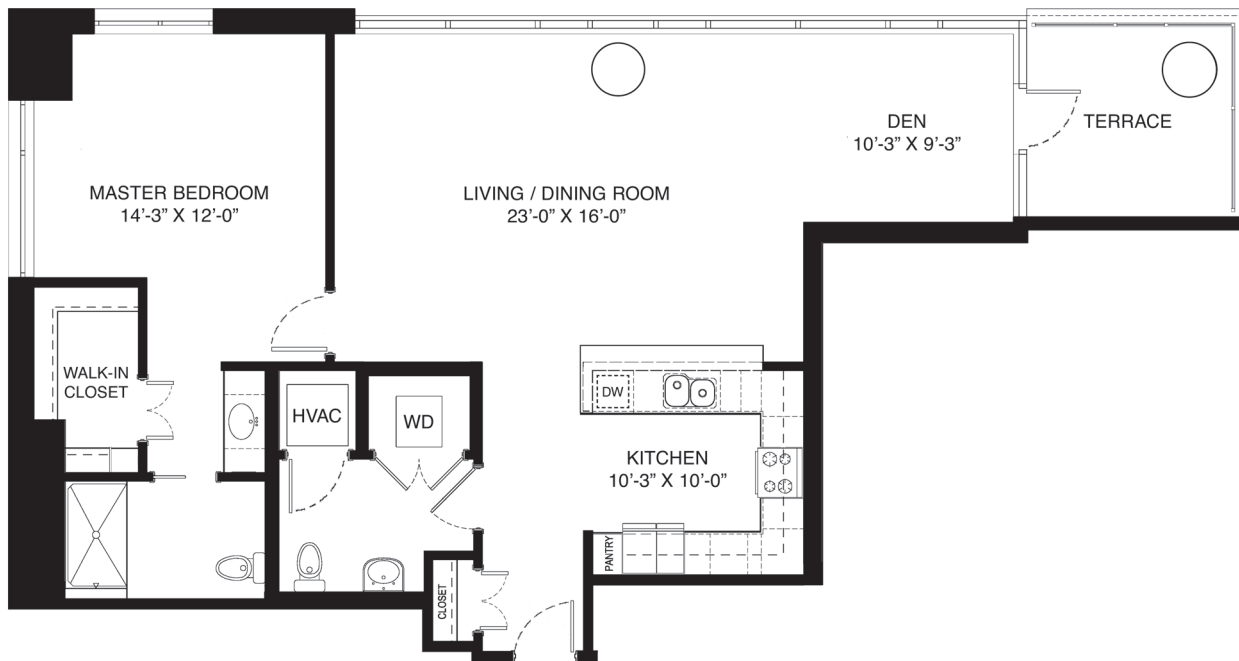 DEN
10'-3” X 9'-3”
TERRACE
MASTER BEDROOM
14'-3” X 12'-0”
LIVING / DINING ROOM
23'-0” X 16'-0”
WALK-IN
CLOSET
HVAC
WD
DW
KITCHEN
10'-3” X 10'-0”
PANTRY
CLOSET